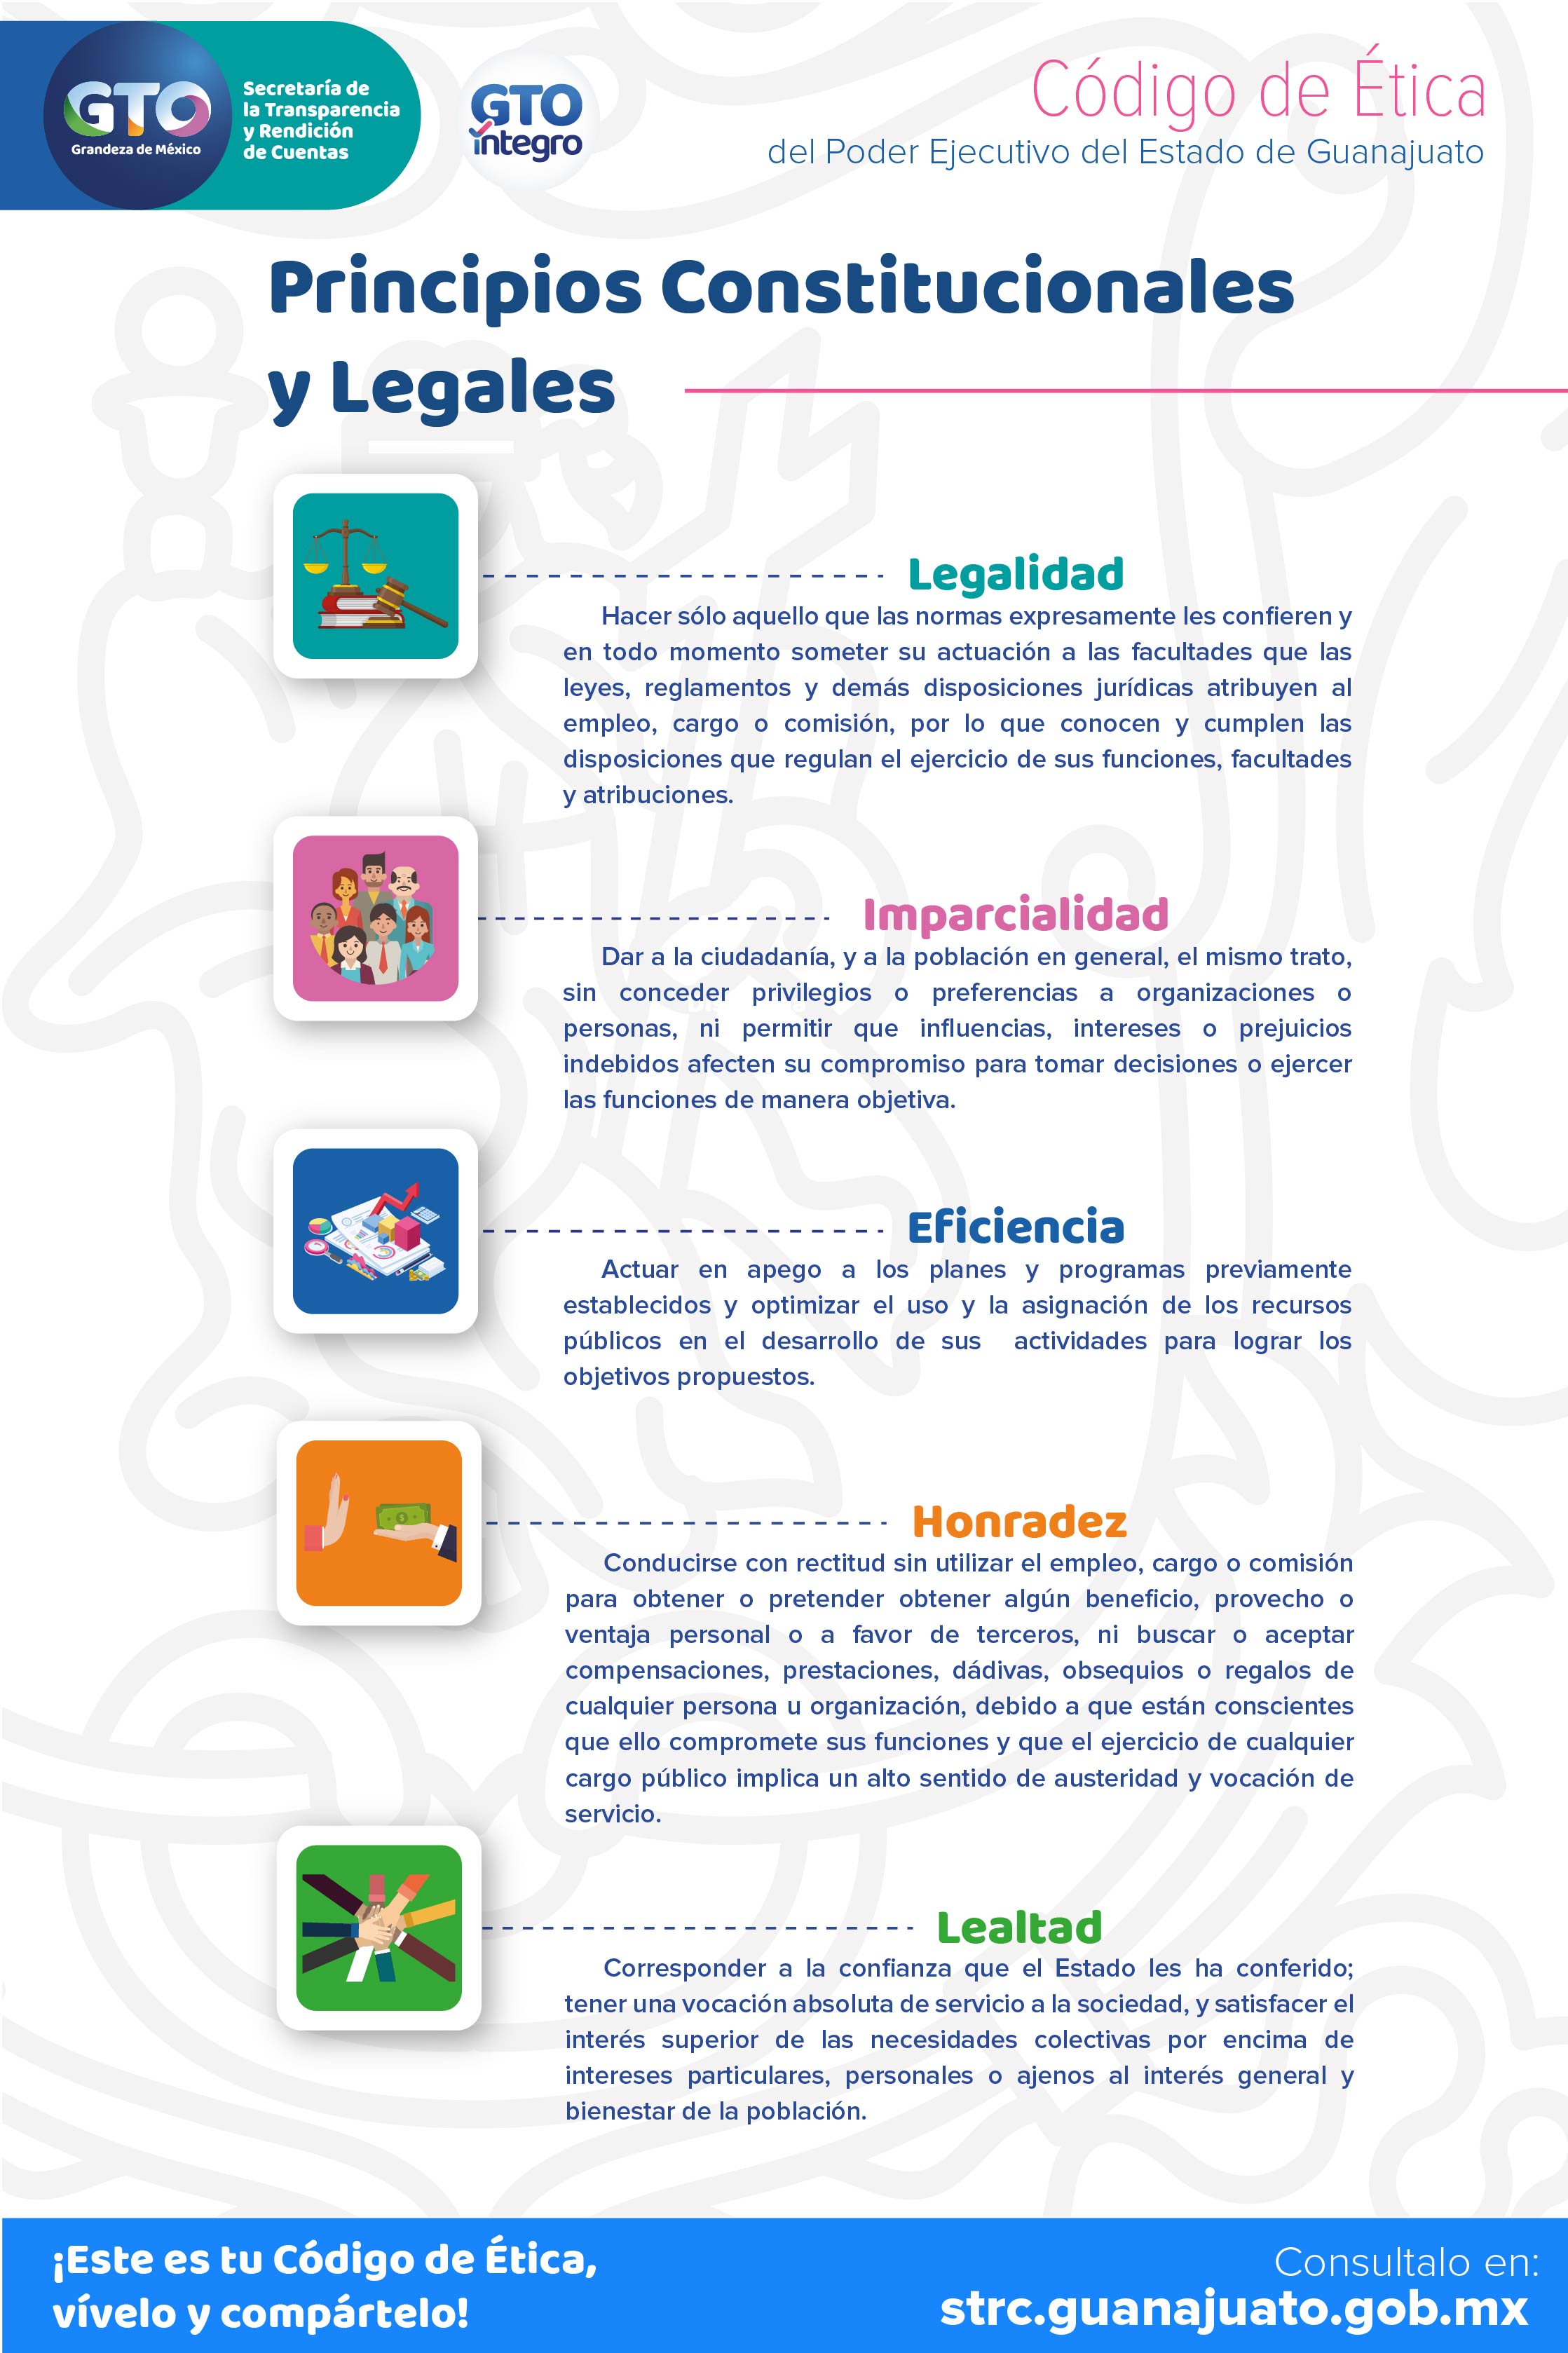 GTO
Grandeza de México
Secretaría de
la Transparencia
y Rendición
de Cuentas
GTO
íntegro
Código de Ética
del Poder Ejecutivo del Estado de Guanajuato
Principios Constitucionales
y Legales
Legalidad
Hacer sólo aquello que las normas expresamente les confieren y
en todo momento someter su actuación a las facultades que las
leyes, reglamentos y demás disposiciones jurídicas atribuyen al
empleo, cargo o comisión, por lo que conocen y cumplen las
disposiciones que regulan el ejercicio de sus funciones, facultades
y atribuciones.
Imparcialidad
Dar a la ciudadanía, y a la población en general, el mismo trato,
sin conceder privilegios o preferencias a organizaciones o
personas, ni permitir que influencias, intereses o prejuicios
indebidos afecten su compromiso para tomar decisiones o ejercer
las funciones de manera objetiva.
Eficiencia
Actuar en apego a los planes y programas previamente
establecidos y optimizar el uso y la asignación de los recursos
públicos en el desarrollo de sus actividades para lograr los
objetivos propuestos.
Honradez
Conducirse con rectitud sin utilizar el empleo, cargo o comisión
para obtener o pretender obtener algún beneficio, provecho o
ventaja personal o a favor de terceros, ni buscar o aceptar
compensaciones, prestaciones, dádivas, obsequios o regalos de
cualquier persona u organización, debido a que están conscientes
que ello compromete sus funciones y que el ejercicio de cualquier
cargo público implica un alto sentido de austeridad y vocación de
servicio.
Lealtad
Corresponder a la confianza que el Estado les ha conferido;
tener una vocación absoluta de servicio a la sociedad, y satisfacer el
interés superior de las necesidades colectivas por encima de
intereses particulares, personales o ajenos al interés general y
bienestar de la población.
¡Este es tu Código de Ética,
vívelo y compártelo!
Consultalo en:
strc.guanajuato.gob.mx